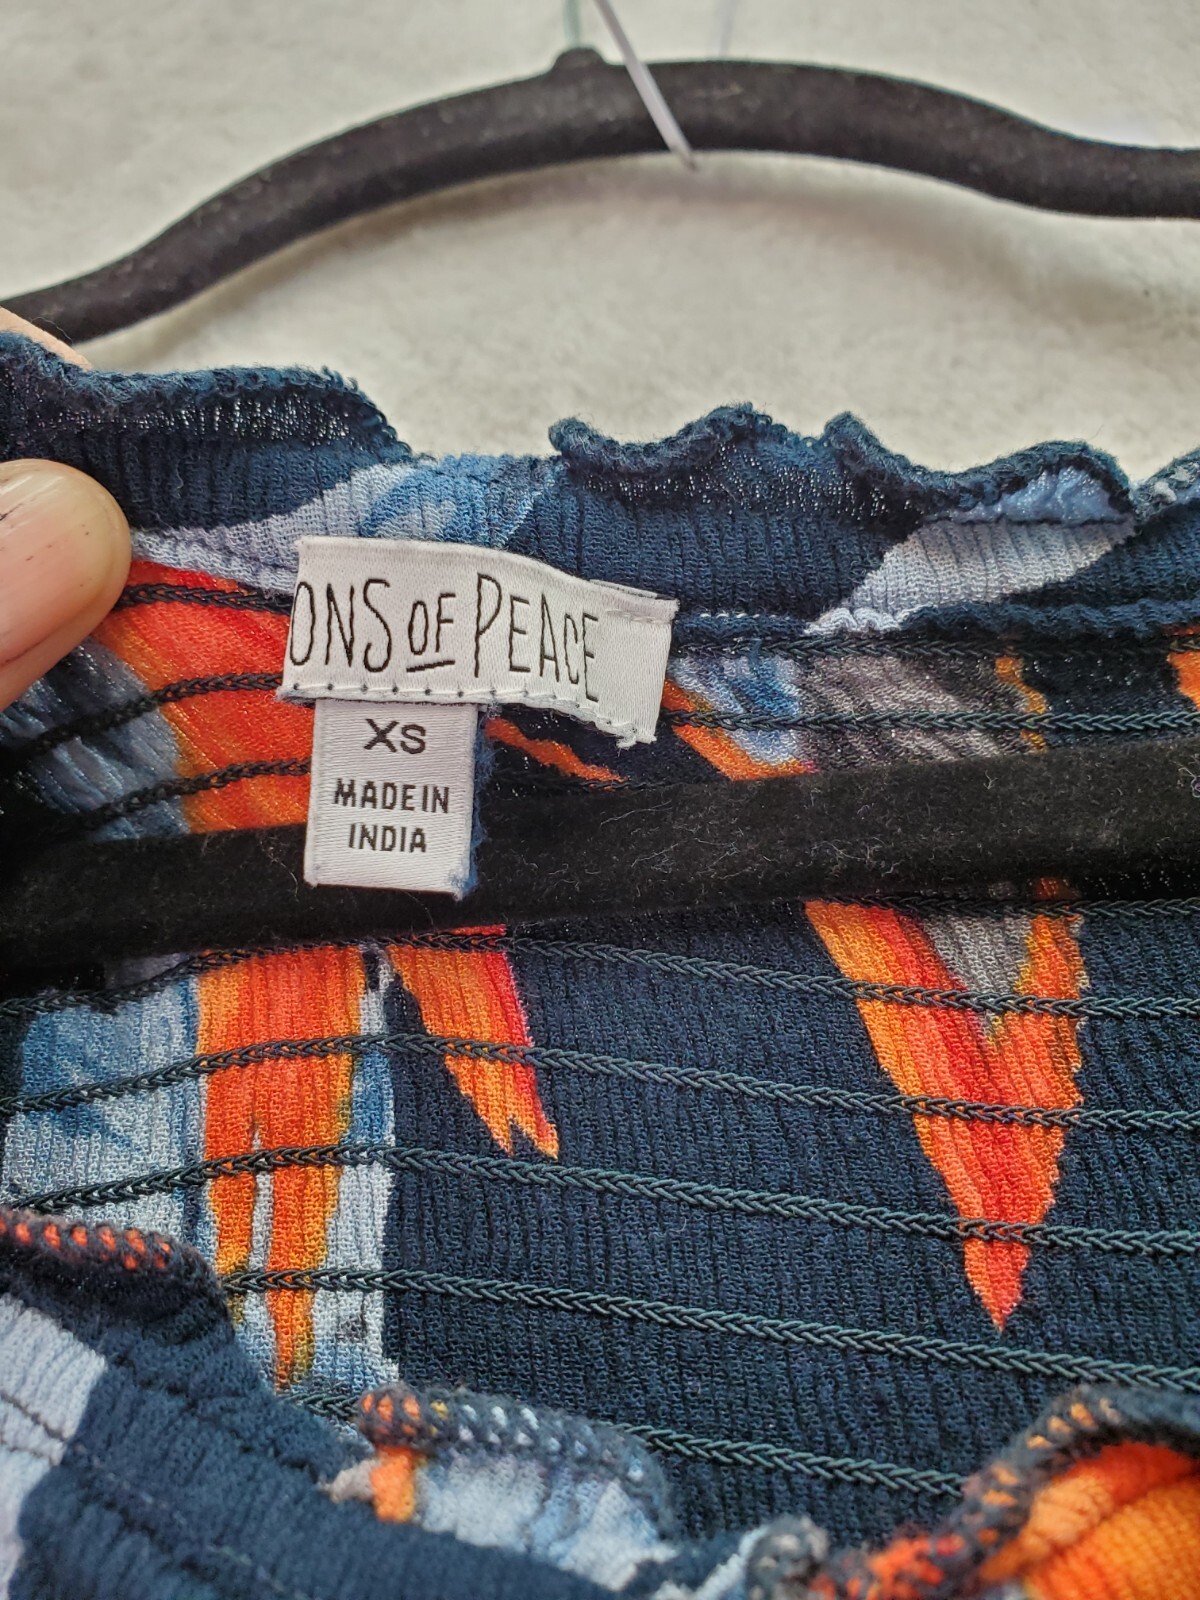 ONS OF PEACE
XS
MADE IN
INDIA